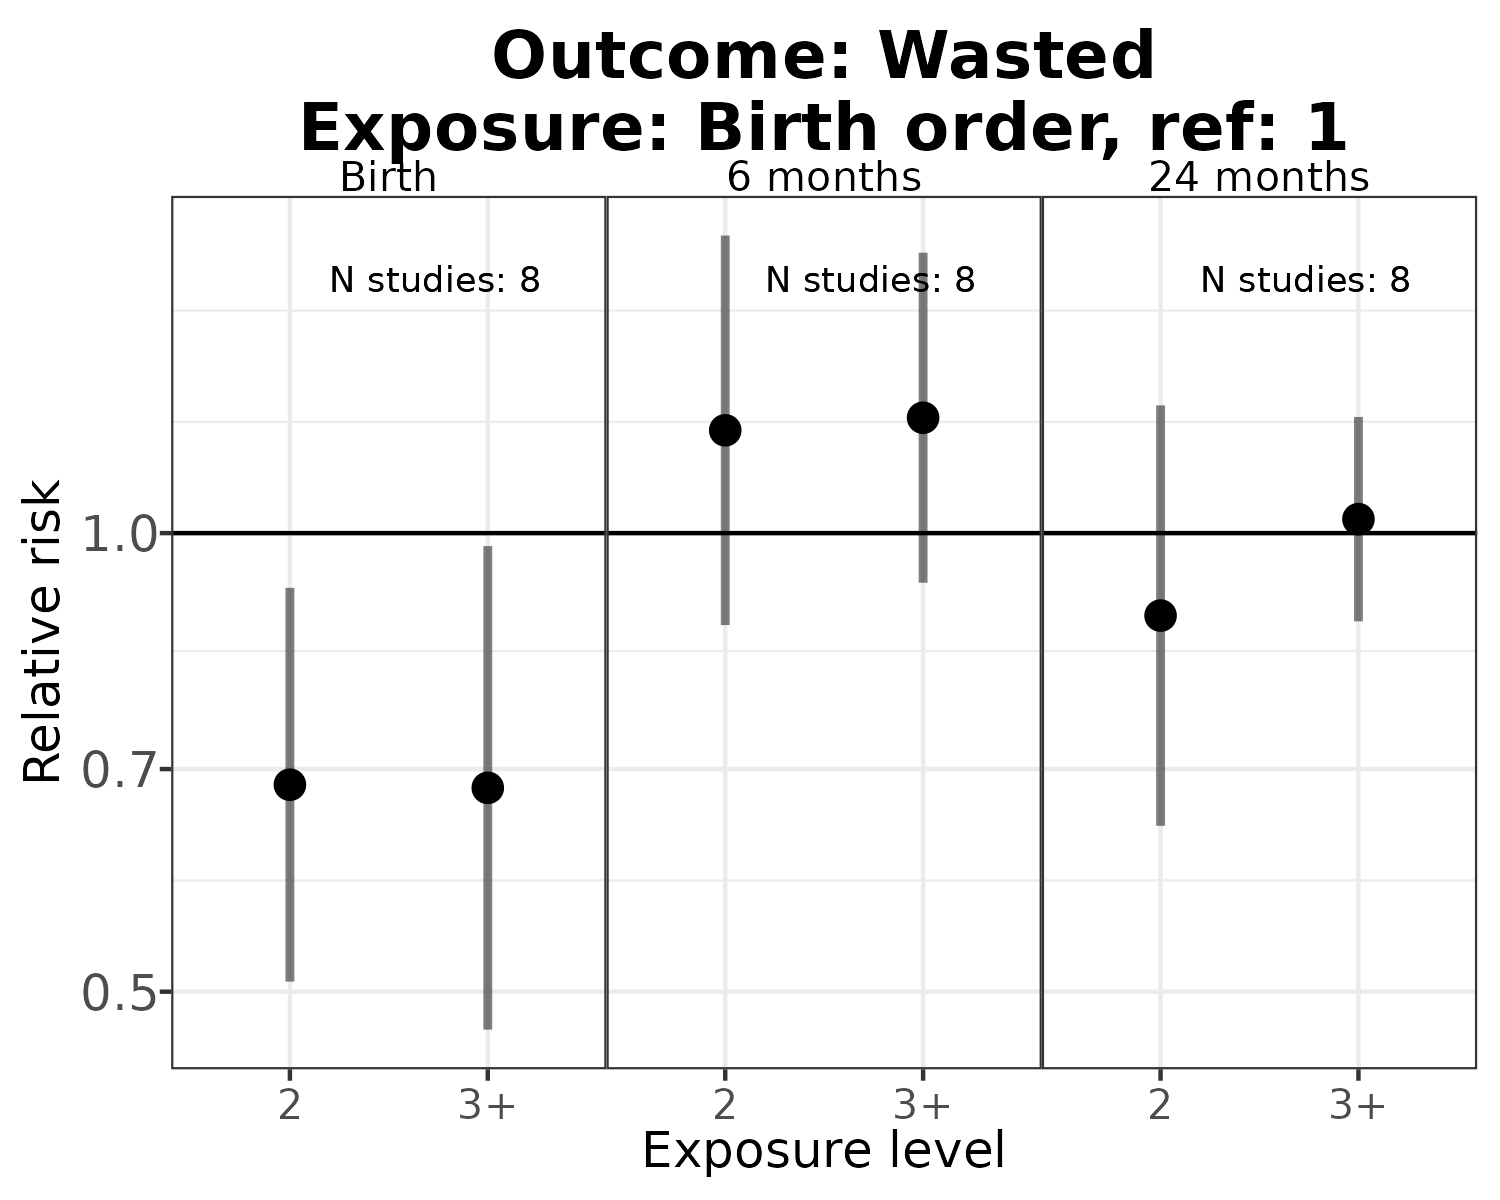 Outcome: Wasted
Exposure: Birth order, ref: 1
Birth
6 months
24 months
N studies: 8
N studies: 8
N studies: 8
Relative risk
1.0
0.7
0.5
2
3+
2
3+
2
3+
Exposure level